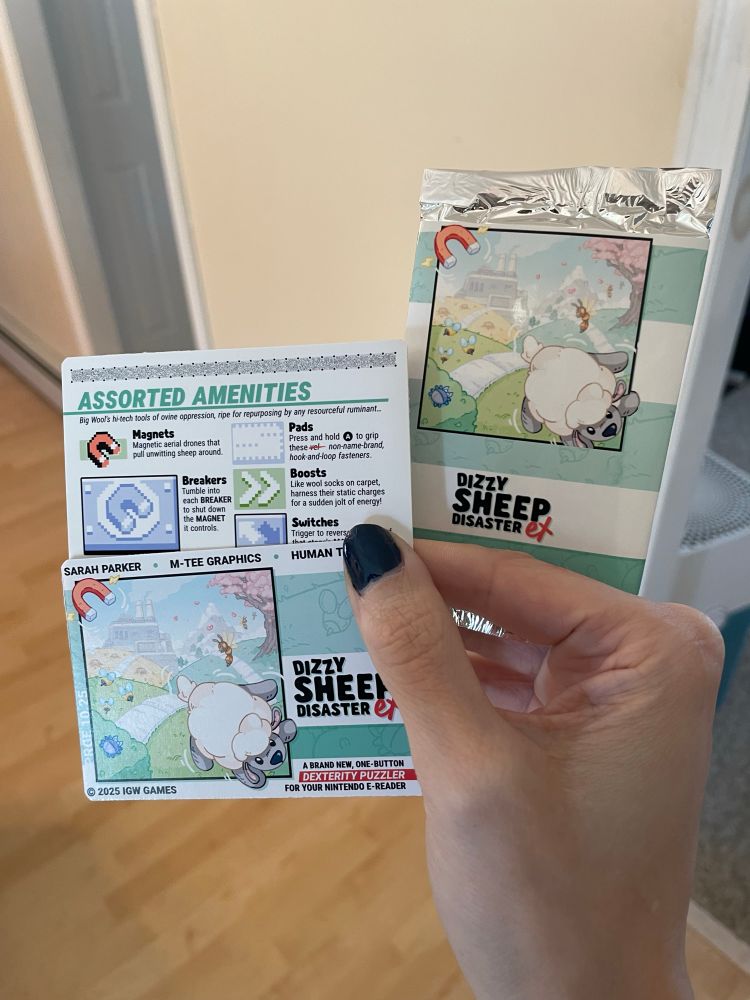 ASSORTED AMENITIES
Big Wool's hi-tech tools of ovine oppression, ripe for repurposing by any resourceful ruminant...
Magnets
Magnetic aerial drones that
pull unwitting sheep around.
Pads
Press and hold A to grip
these vel non-name-brand,
hook-and-loop fasteners.
Breakers
Tumble into
each BREAKER
to shut down
the MAGNET
it controls.
Boosts
Like wool socks on carpet,
harness their static charges
for a sudden jolt of energy!
Switches
Trigger to
SARAH PARKER • M-TEE GRAPHICS • HUMAN
DIZZY
SHEEP
DISASTER ex
A BRAND NEW, ONE-BUTTON
DEXTERITY PUZZLER
FOR YOUR NINTENDO E-READER
© 2025 IGW GAMES
DIZZY
SHEEP
DISASTER ex